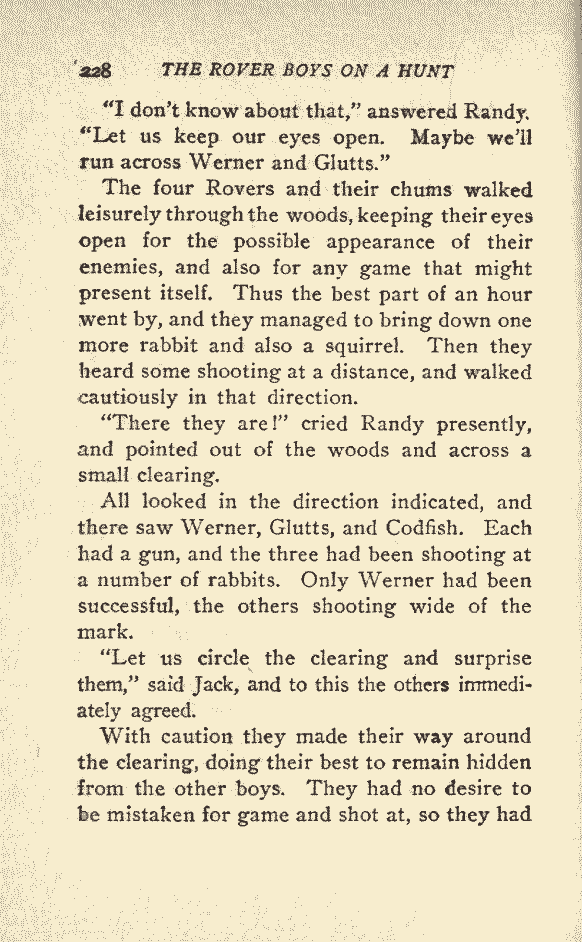 228 THE ROVER BOYS ON A HUNT
"I don't know about that," answered Randy.
"Let us keep our eyes open. Maybe we'll
run across Werner and Glutts."
The four Rovers and their chums walked
leisurely through the woods, keeping their eyes
open for the possible appearance of their
enemies, and also for any game that might
present itself. Thus the best part of an hour
went by, and they managed to bring down one
more rabbit and also a squirrel. Then they
heard some shooting at a distance, and walked
cautiously in that direction.
"There they are!" cried Randy presently,
and pointed out of the woods and across a
small clearing.
All looked in the direction indicated, and
there saw Werner, Glutts, and Codfish. Each
had a gun, and the three had been shooting at
a number of rabbits. Only Werner had been
successful, the others shooting wide of the
mark.
"Let us circle the clearing and surprise
them," said Jack, and to this the others immedi-
ately agreed.
With caution they made their way around
the clearing, doing their best to remain hidden
from the other boys. They had no desire to
be mistaken for game and shot at, so they had